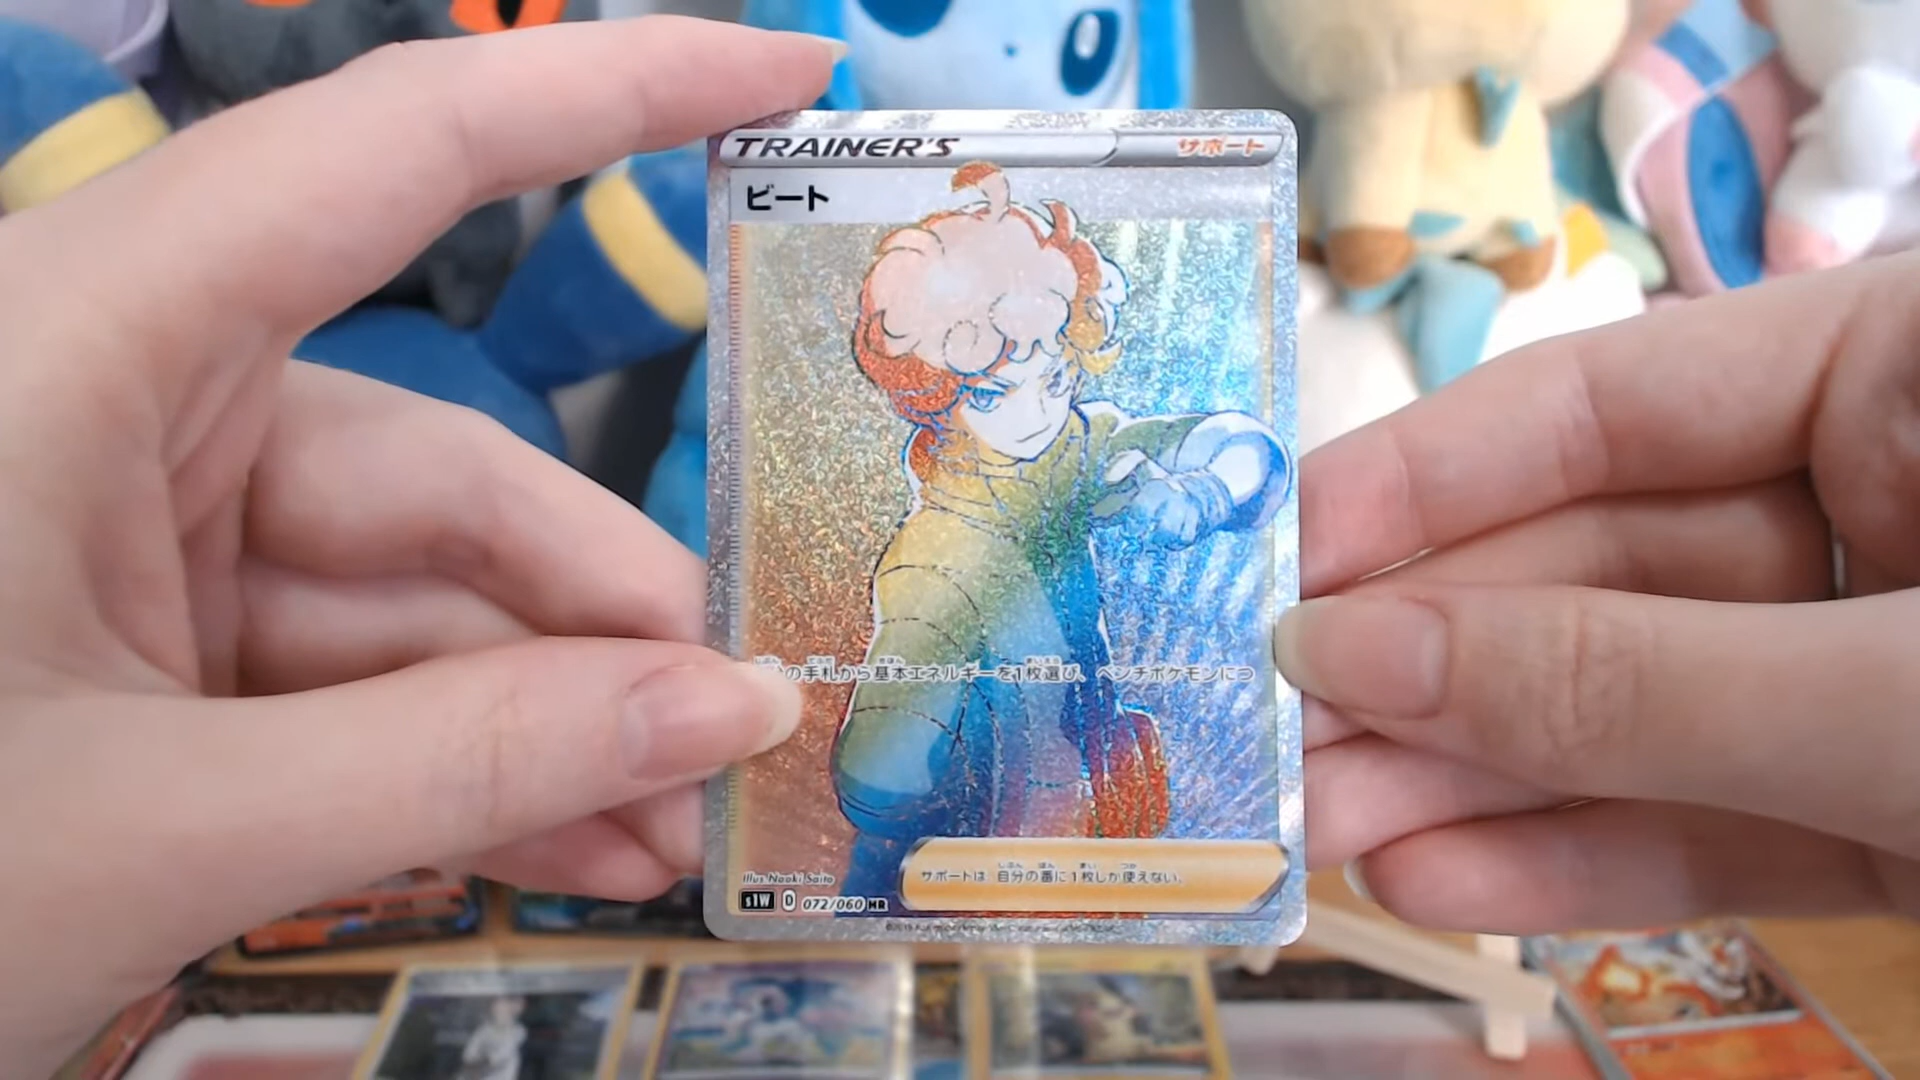 TRAINER'S サポート
ビート
の手札から基本エネルギーを1枚選び、ベンチポケモンにつ
サポートは、自分の番に1枚しか使えない。
Illus. Naoki Saito
s1W D 072/060 HR